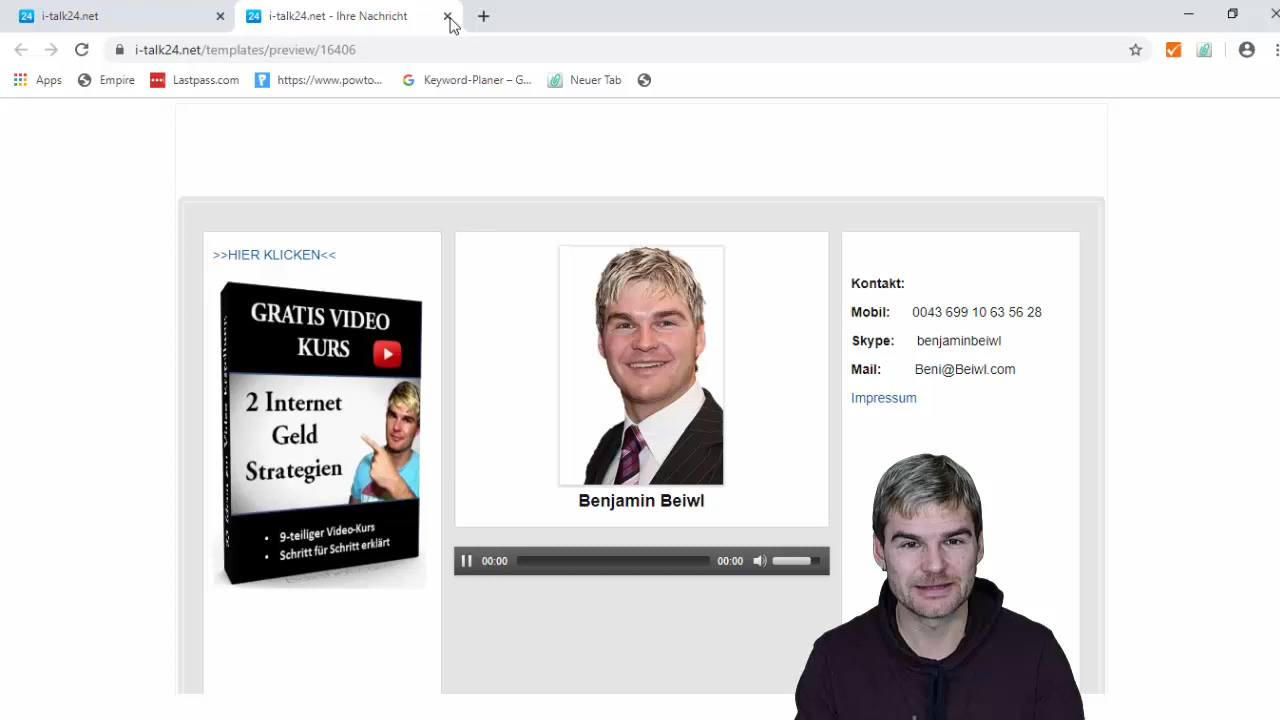 i-talk24.net
i-talk24.net - Ihre Nachricht
i-talk24.net/templates/preview/16406
Apps
Empire
Lastpass.com
https://www.powto...
Keyword-Planer – G...
Neuer Tab
>>HIER KLICKEN<<
GRATIS VIDEO
KURS
2 Internet
Geld
Strategien
• 9-teiliger Video-Kurs
• Schritt für Schritt erklärt
Benjamin Beiwl
00:00
00:00
Kontakt:
Mobil: 0043 699 10 63 56 28
Skype: benjaminbeiwl
Mail: Beni@Beiwl.com
Impressum